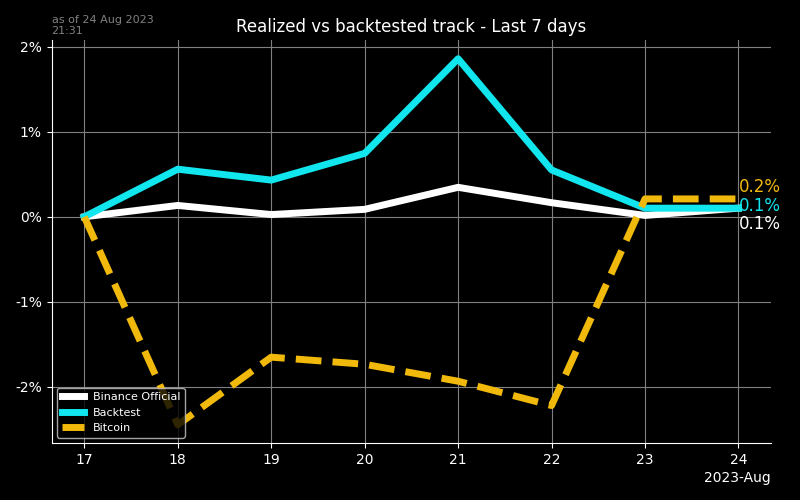 as of 24 Aug 2023
21:31
Realized vs backtested track - Last 7 days
2%
1%
0%
-1%
-2%
0.2%
0.1%
0.1%
Binance Official
Backtest
Bitcoin
17 18 19 20 21 22 23 24
2023-Aug